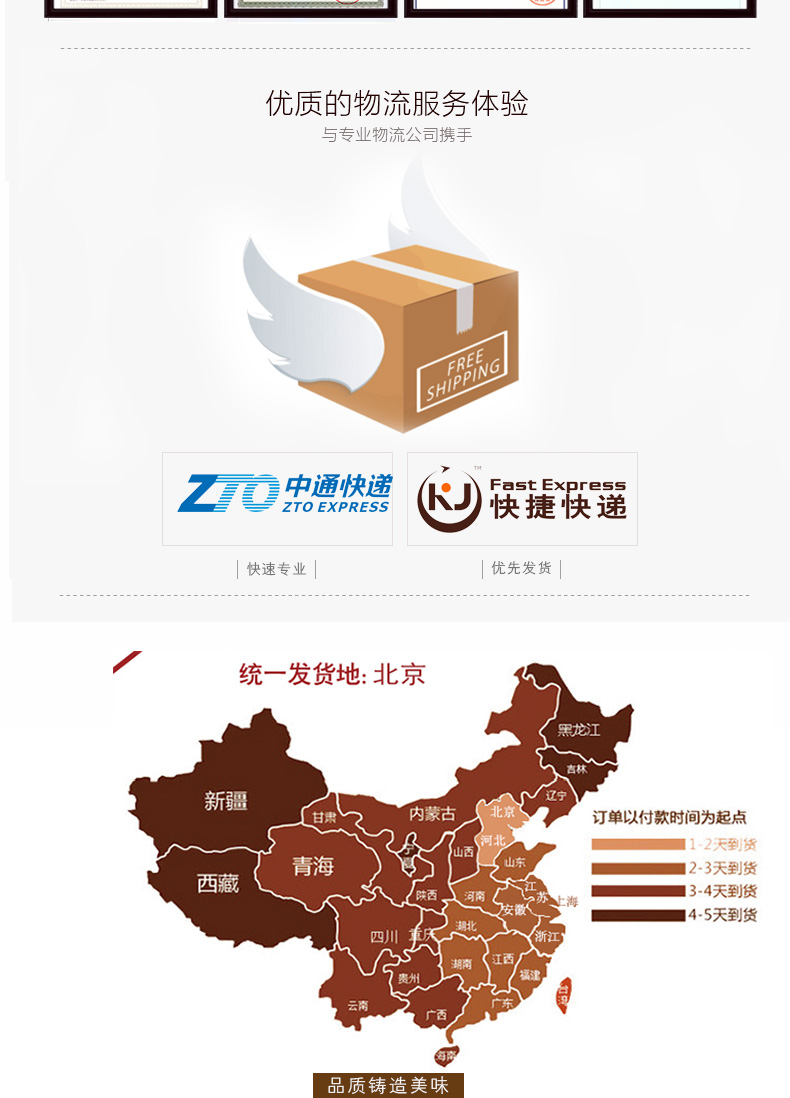 优质的物流服务体验
与专业物流公司携手
FREE
SHIPPING
ZTO 中通快递
ZTO EXPRESS
KJ TM
Fast Express
快捷快递
快速专业
优先发货
统一发货地: 北京
黑龙江
吉林
辽宁
新疆
甘肃
内蒙古
北京
河北
宁夏
山西
山东
青海
西藏
陕西
河南
江苏
上海
安徽
四川
重庆
湖北
浙江
湖南
江西
贵州
福建
云南
广西
广东
台湾
海南
订单以付款时间为起点
1-2天到货
2-3天到货
3-4天到货
4-5天到货
品质铸造美味